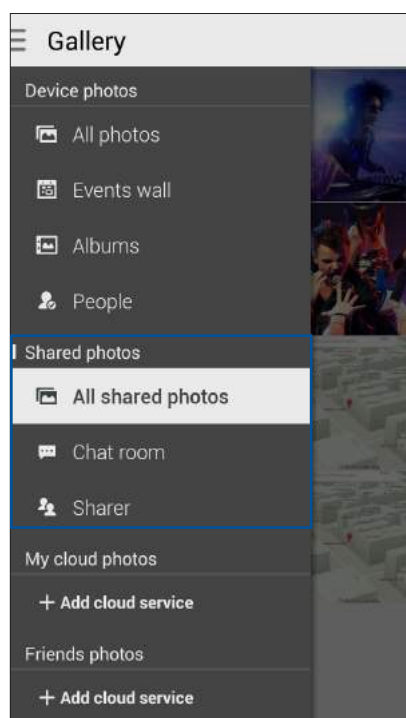 Gallery
Device photos
All photos
Events wall
Albums
People
Shared photos
All shared photos
Chat room
Sharer
My cloud photos
+ Add cloud service
Friends photos
+ Add cloud service